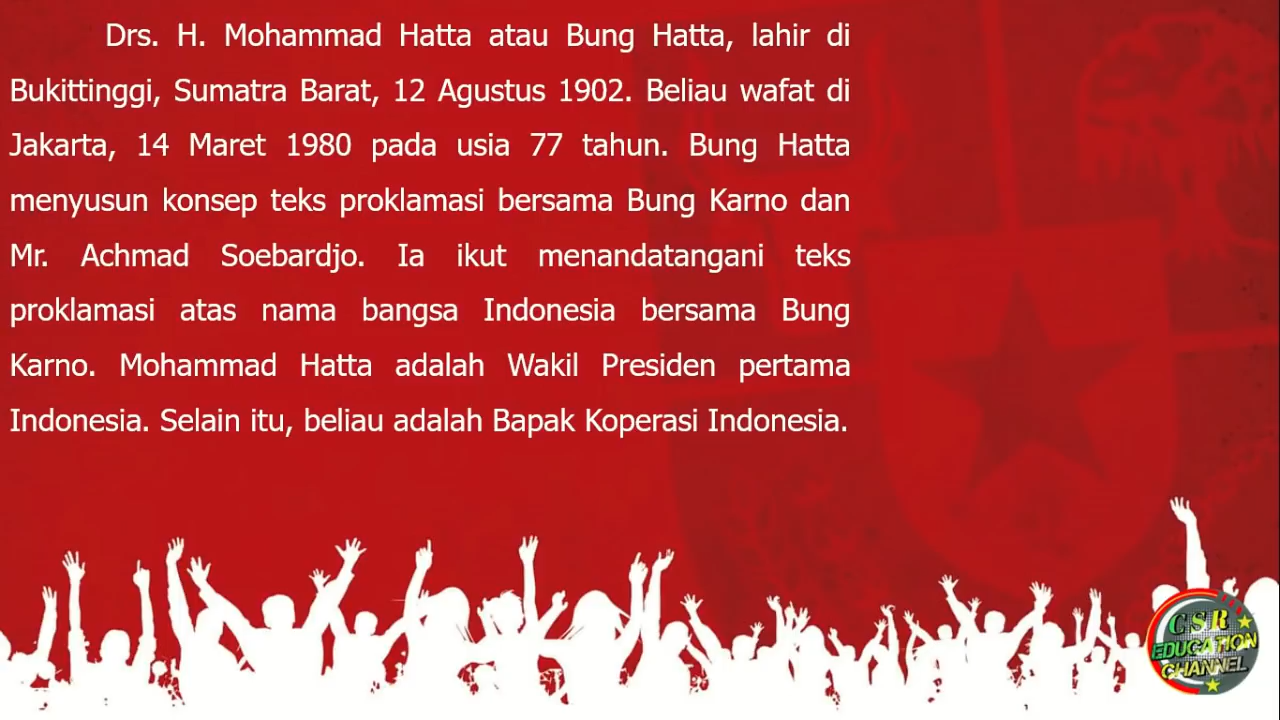 Drs. H. Mohammad Hatta atau Bung Hatta, lahir di
Bukittinggi, Sumatra Barat, 12 Agustus 1902. Beliau wafat di
Jakarta, 14 Maret 1980 pada usia 77 tahun. Bung Hatta
menyusun konsep teks proklamasi bersama Bung Karno dan
Mr. Achmad Soebardjo. Ia ikut menandatangani teks
proklamasi atas nama bangsa Indonesia bersama Bung
Karno. Mohammad Hatta adalah Wakil Presiden pertama
Indonesia. Selain itu, beliau adalah Bapak Koperasi Indonesia.
CSR
EDUCATION
CHANNEL